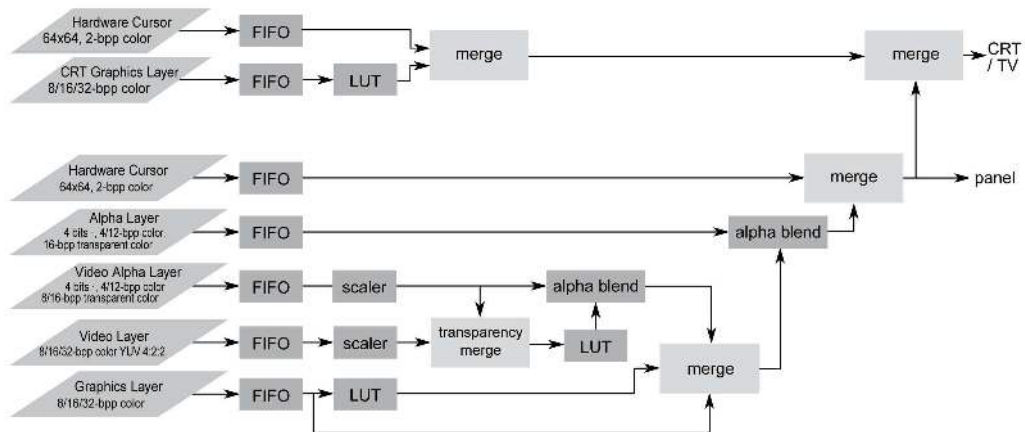 Hardware Cursor
64x64, 2-bpp color
FIFO
merge
merge
CRT
/ TV
CRT Graphics Layer
8/16/32-bpp color
FIFO
LUT
Hardware Cursor
64x64, 2-bpp color
FIFO
merge
panel
Alpha Layer
4 bits -, 4/12-bpp color,
16-bpp transparent color
FIFO
alpha blend
Video Alpha Layer
4 bits -, 4/12-bpp color
8/16-bpp transparent color
FIFO
scaler
alpha blend
Video Layer
8/16/32-bpp color YUV 4:2:2
FIFO
scaler
transparency
merge
LUT
merge
Graphics Layer
8/16/32-bpp color
FIFO
LUT